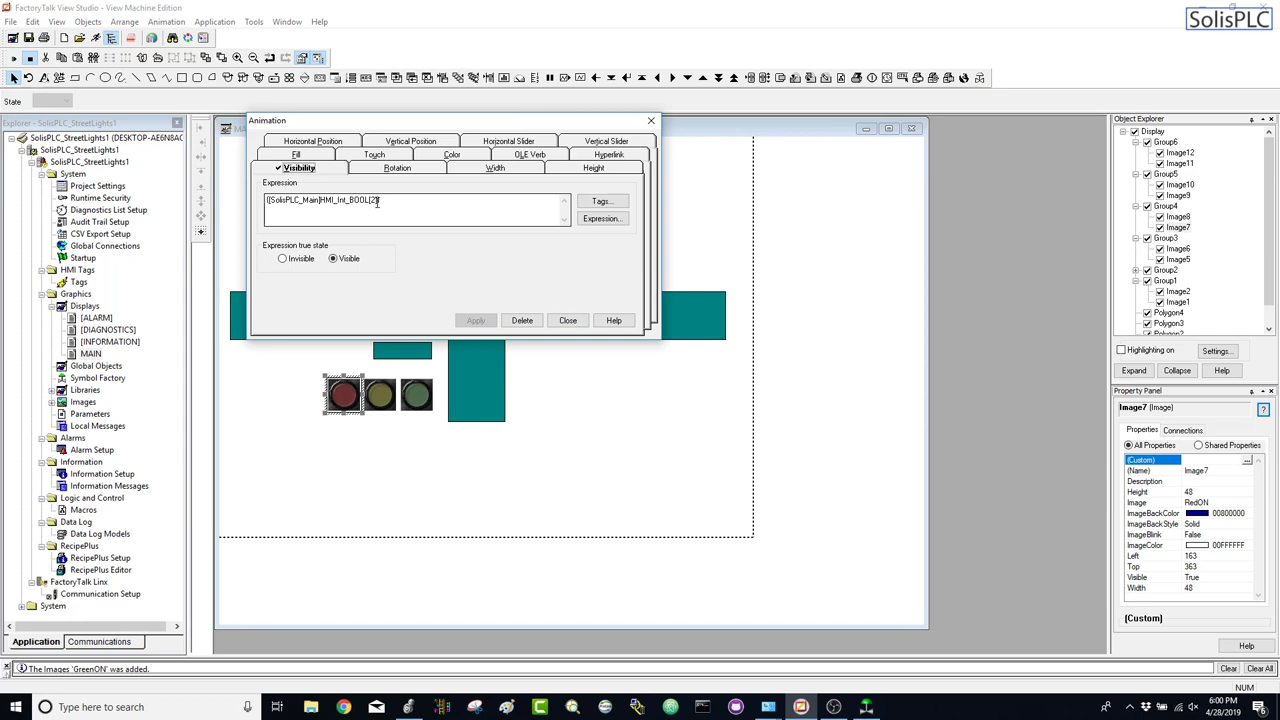 FactoryTalk View Studio - View Machine Edition
SolisPLC
File Edit View Objects Arrange Animation Application Tools Window Help
State
Explorer - SolisPLC_StreetLights1
SolisPLC_StreetLights1 (DESKTOP-AE6N8AC
SolisPLC_StreetLights1
SolisPLC_StreetLights1
System
Project Settings
Runtime Security
Diagnostics List Setup
Audit Trail Setup
CSV Export Setup
Global Connections
Startup
HMI Tags
Tags
Graphics
Displays
[ALARM]
[DIAGNOSTICS]
[INFORMATION]
MAIN
Global Objects
Symbol Factory
Libraries
Images
Parameters
Local Messages
Alarms
Alarm Setup
Information
Information Setup
Information Messages
Logic and Control
Macros
Data Log
Data Log Models
RecipePlus
RecipePlus Setup
RecipePlus Editor
FactoryTalk Linx
Communication Setup
System
Application Communications
Animation
Horizontal Position Vertical Position Horizontal Slider Vertical Slider
Fill Touch Color OLE Verb Hyperlink
Visibility Rotation Width Height
Expression
{[SolisPLC_Main]HMI_Int_BOOL[2]}
Tags...
Expression...
Expression true state
Invisible Visible
Apply Delete Close Help
Object Explorer
Display
Group6
Image12
Image11
Group5
Image10
Image9
Group4
Image8
Image7
Group3
Image6
Image5
Group2
Group1
Image2
Image1
Polygon4
Polygon3
Highlighting on Settings...
Expand Collapse Help
Property Panel
Image7 (Image)
Properties Connections
All Properties Shared Properties
(Custom)
(Name) Image7
Description
Height 48
Image RedON
ImageBackColor 00800000
ImageBackStyle Solid
ImageBlink False
ImageColor 00FFFFFF
Left 163
Top 363
Visible True
Width 48
(Custom)
Help
The Images 'GreenON' was added.
Clear Clear All
NUM
Type here to search
6:00 PM
4/28/2019